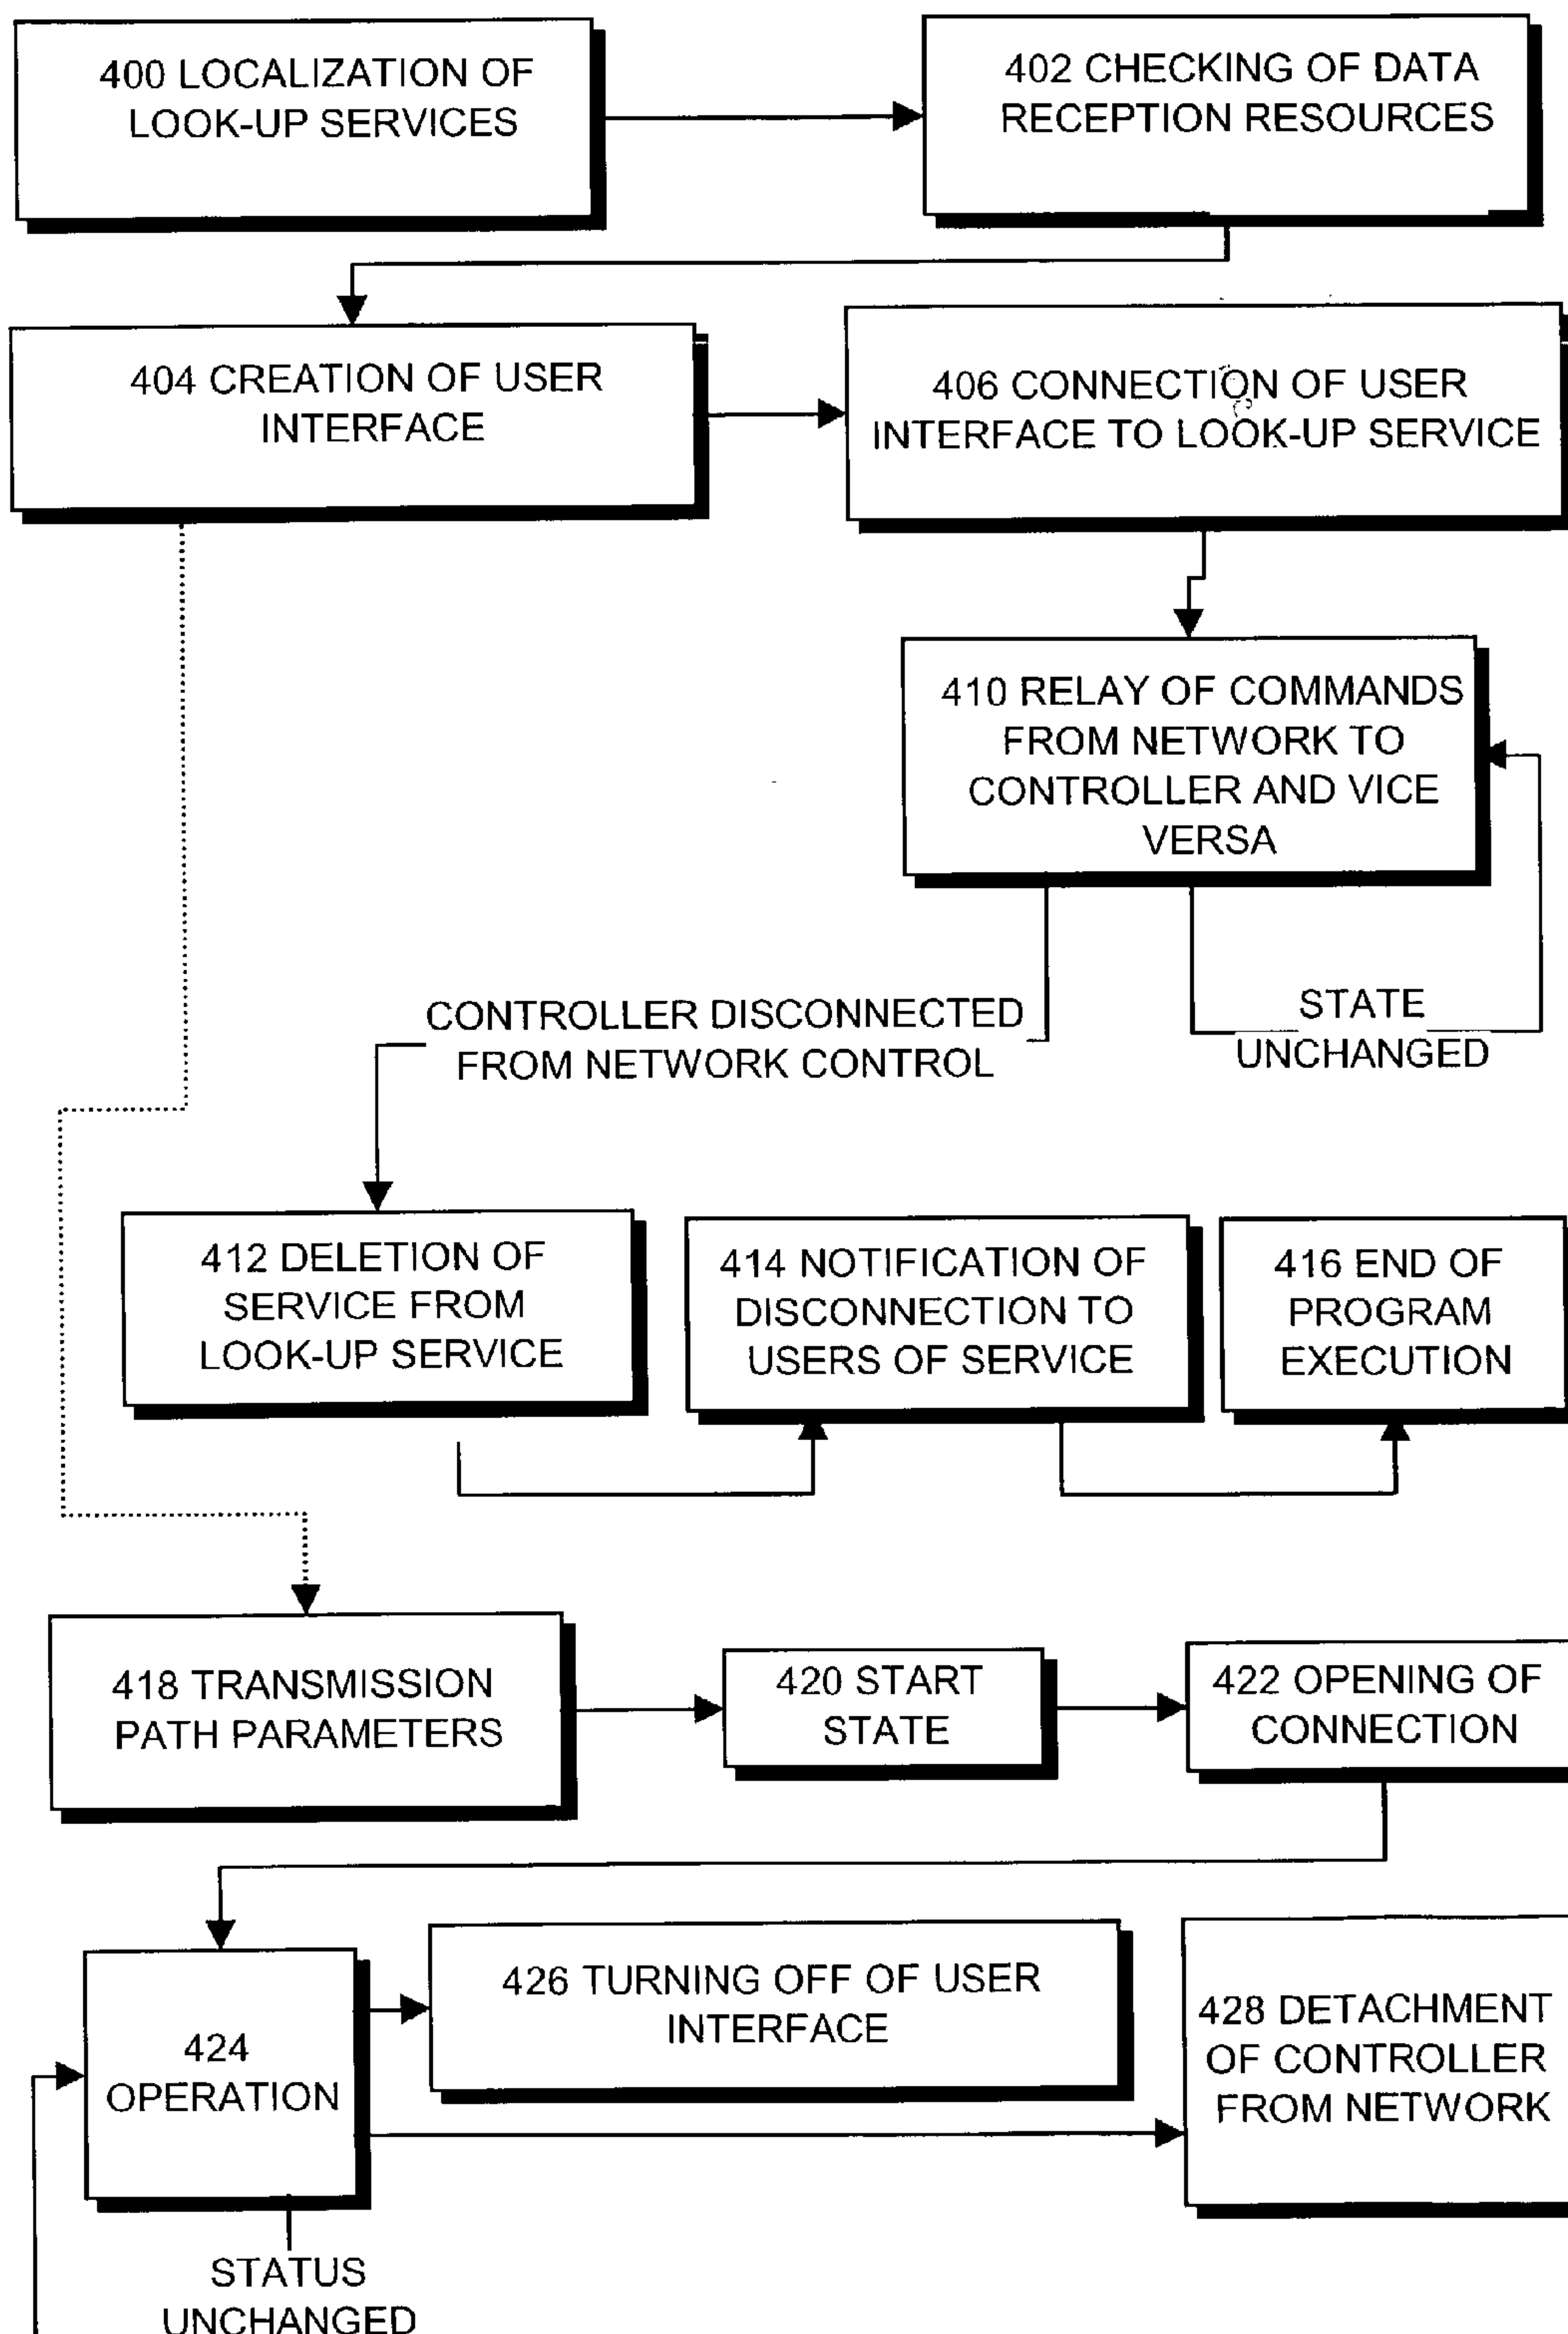 400 LOCALIZATION OF
LOOK-UP SERVICES
402 CHECKING OF DATA
RECEPTION RESOURCES
404 CREATION OF USER
INTERFACE
406 CONNECTION OF USER
INTERFACE TO LOOK-UP SERVICE
410 RELAY OF COMMANDS
FROM NETWORK TO
CONTROLLER AND VICE
VERSA
CONTROLLER DISCONNECTED
FROM NETWORK CONTROL
STATE
UNCHANGED
412 DELETION OF
SERVICE FROM
LOOK-UP SERVICE
414 NOTIFICATION OF
DISCONNECTION TO
USERS OF SERVICE
416 END OF
PROGRAM
EXECUTION
418 TRANSMISSION
PATH PARAMETERS
420 START
STATE
422 OPENING OF
CONNECTION
424
OPERATION
426 TURNING OFF OF USER
INTERFACE
428 DETACHMENT
OF CONTROLLER
FROM NETWORK
STATUS
UNCHANGED